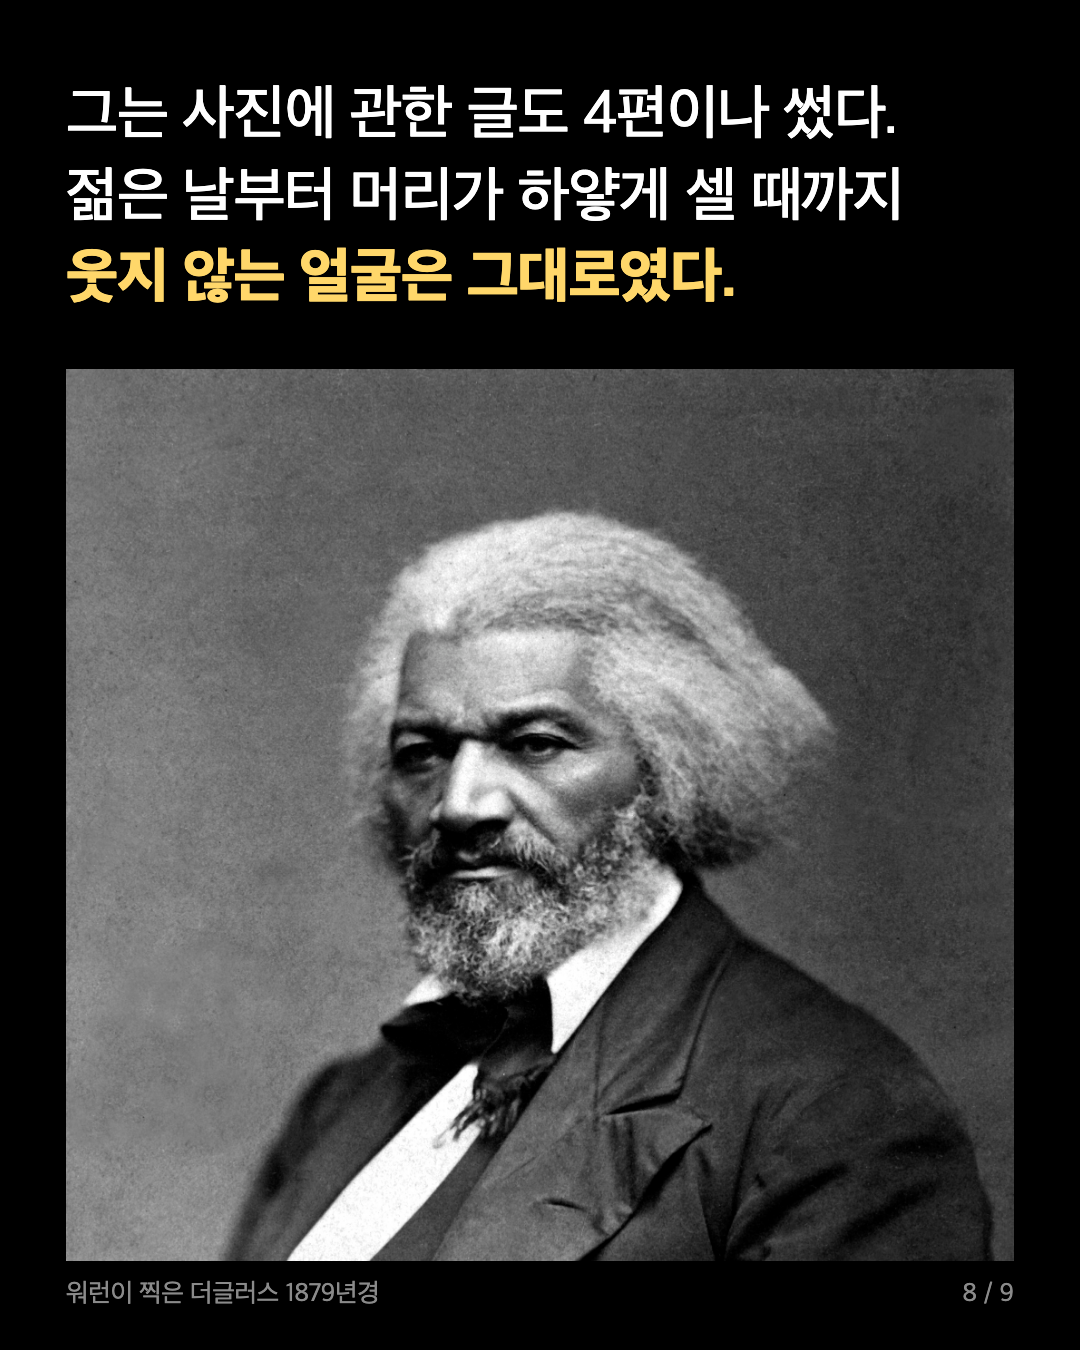 그는 사진에 관한 글도 4편이나 썼다.
젊은 날부터 머리가 하얗게 셀 때까지
웃지 않는 얼굴은 그대로였다.
워런이 찍은 더글러스 1879년경
8 / 9